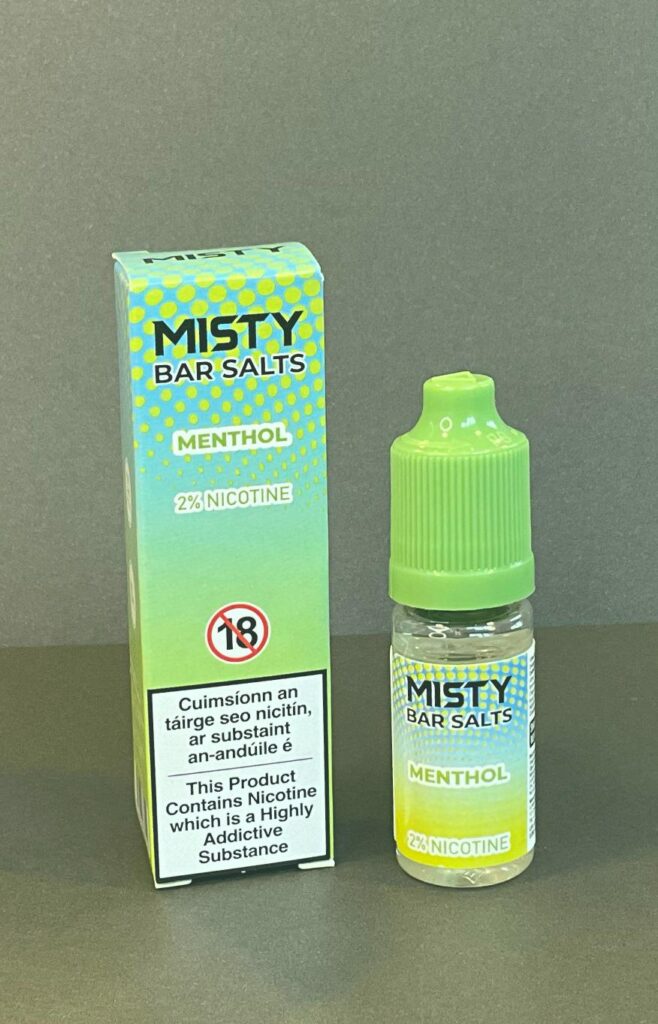 MISTY
MISTY
BAR SALTS
MENTHOL
2% NICOTINE
18
Cuimsíonn an
táirge seo nicitín,
ar substaint
an-andúile é
This Product
Contains Nicotine
which is a Highly
Addictive
Substance
MISTY
BAR SALTS
MENTHOL
2% NICOTINE